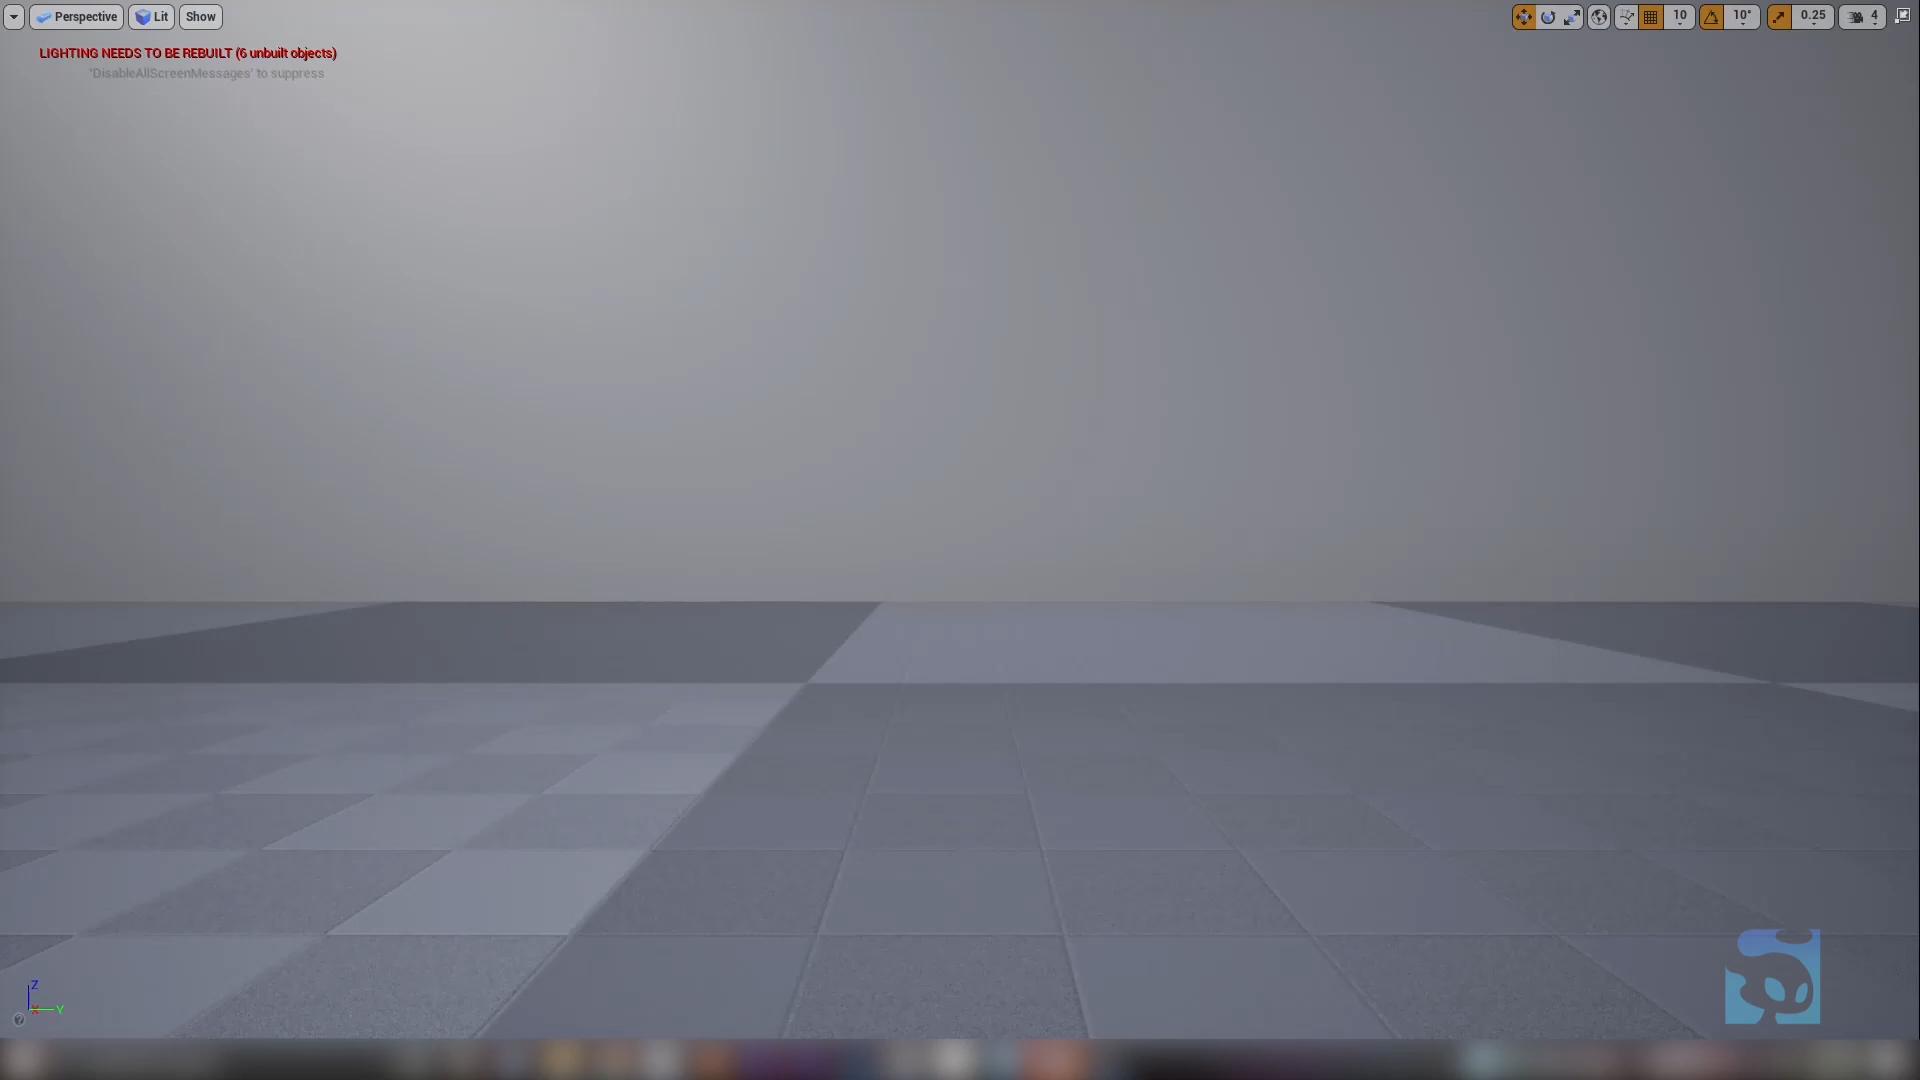 Perspective Lit Show 10 10° 0.25 4
LIGHTING NEEDS TO BE REBUILT (6 unbuilt objects)
'DisableAllScreenMessages' to suppress
Z
X Y
?